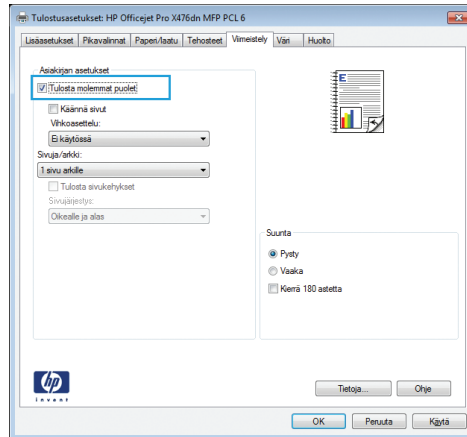 Tulostusasetukset: HP Officejet Pro X476dn MFP PCL 6
Lisäasetukset Pikavalinnat Paperi/laatu Tehosteet Viimeistely Väri Huolto
Asiakirjan asetukset
Tulosta molemmat puolet
Käännä sivut
Vihkoasettelu:
Ei käytössä
Sivuja/arkki:
1 sivu arkille
Tulosta sivukehykset
Sivujärjestys:
Oikealle ja alas
E
Suunta
Pysty
Vaaka
Kierrä 180 astetta
hp
invent
Tietoja... Ohje
OK Peruuta Käytä